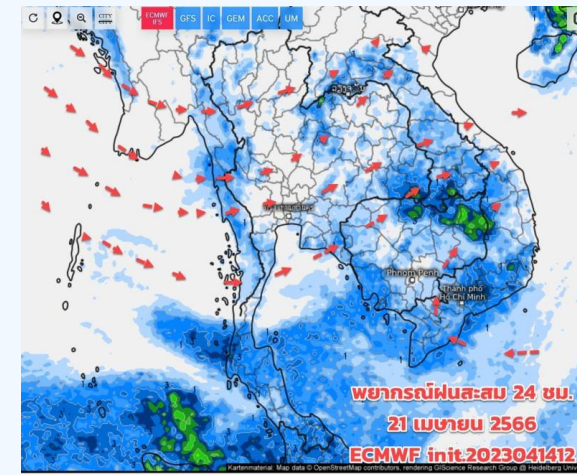 CITY
ECMWF
IFS
GFS
IC
GEM
ACC
UM
Phnom Penh
Thành phố
Hồ Chí Minh
พยากรณ์ฝนสะสม 24 ชม.
21 เมษายน 2566
ECMWF init.2023041412
Kartenmaterial: Map data © OpenStreetMap contributors, rendering GIScience Research Group @ Heidelberg Univ